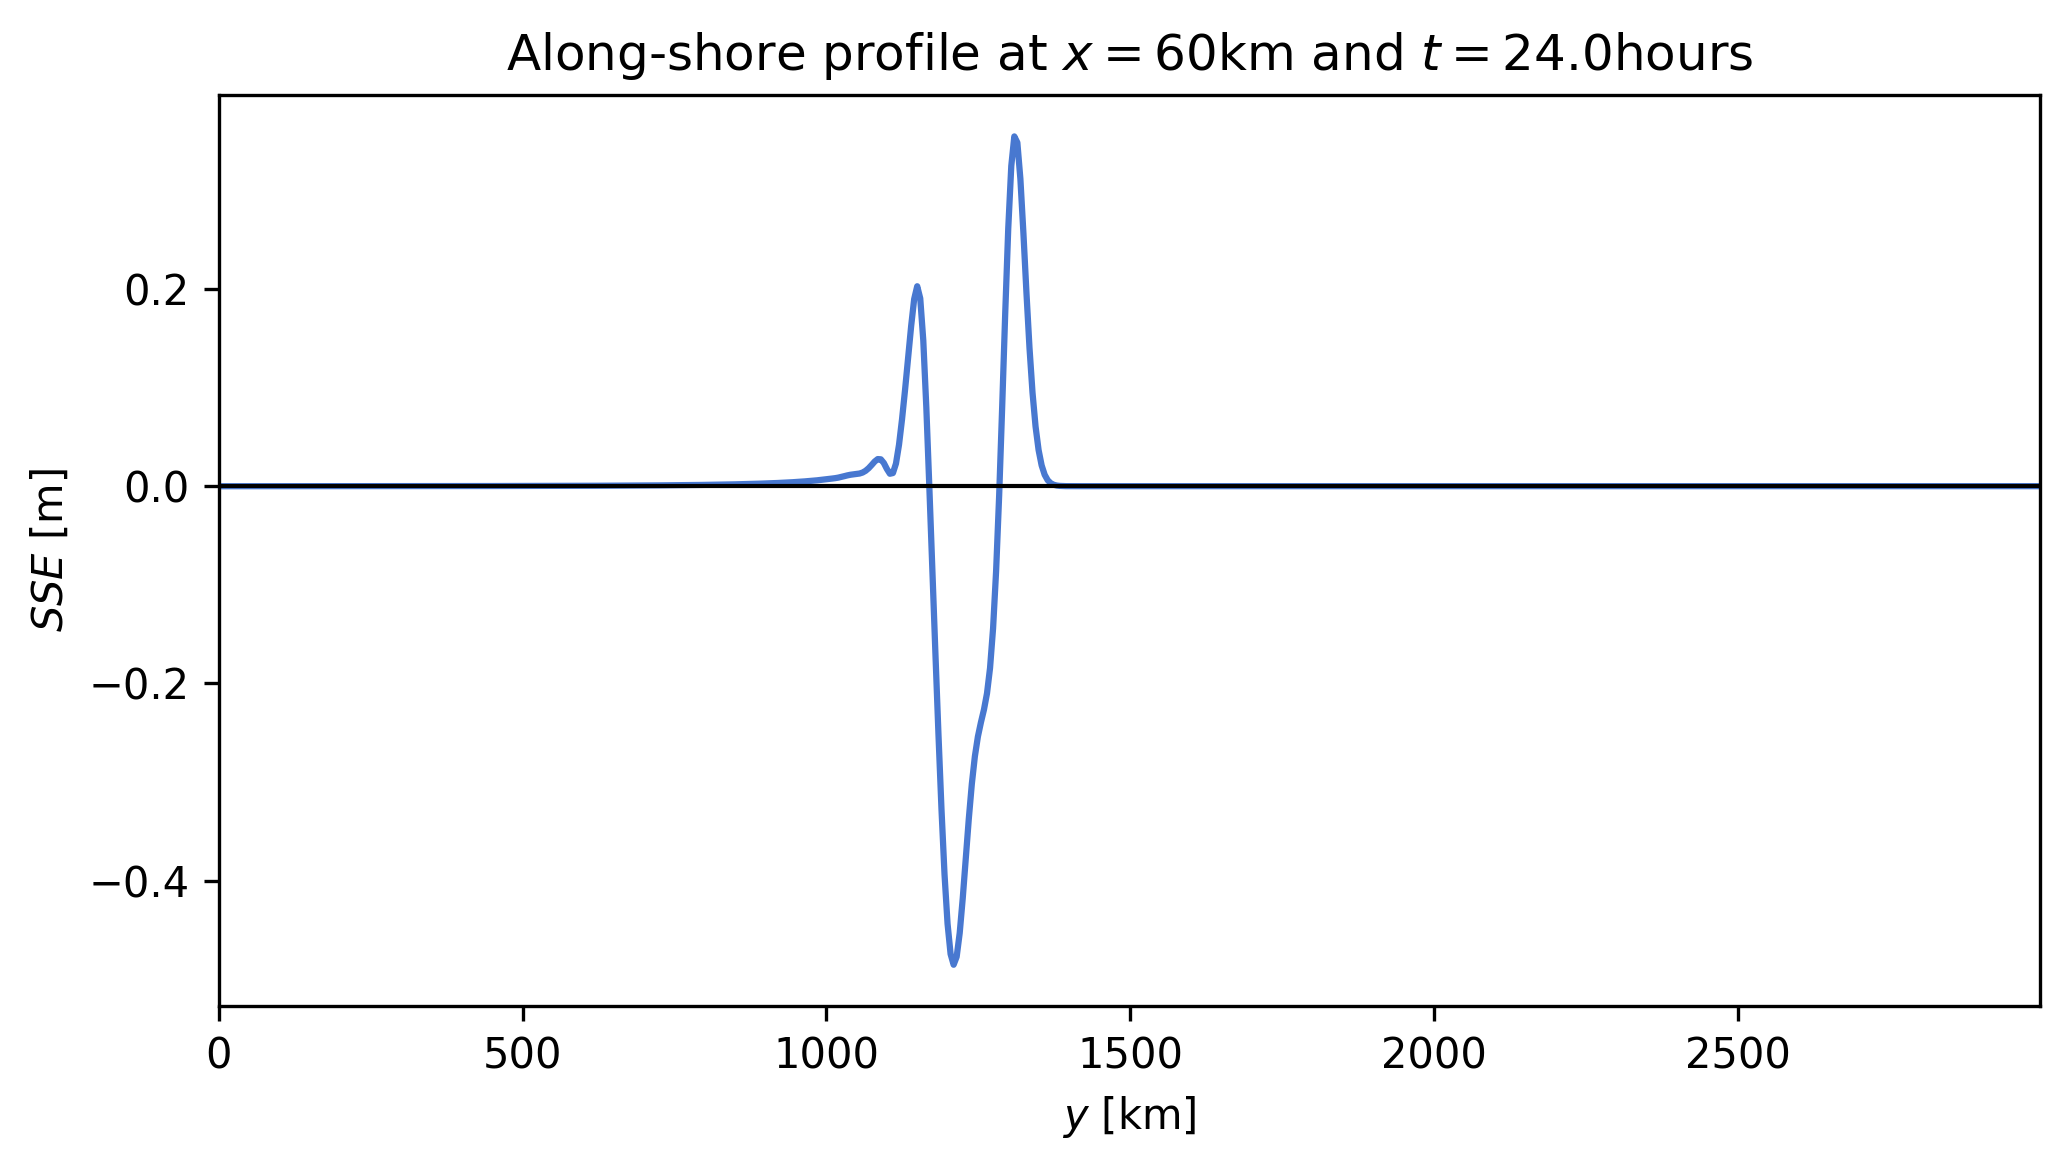 Along-shore profile at x = 60km and t = 24.0hours
SSE [m]
0.2
0.0
−0.2
−0.4
0 500 1000 1500 2000 2500
y [km]